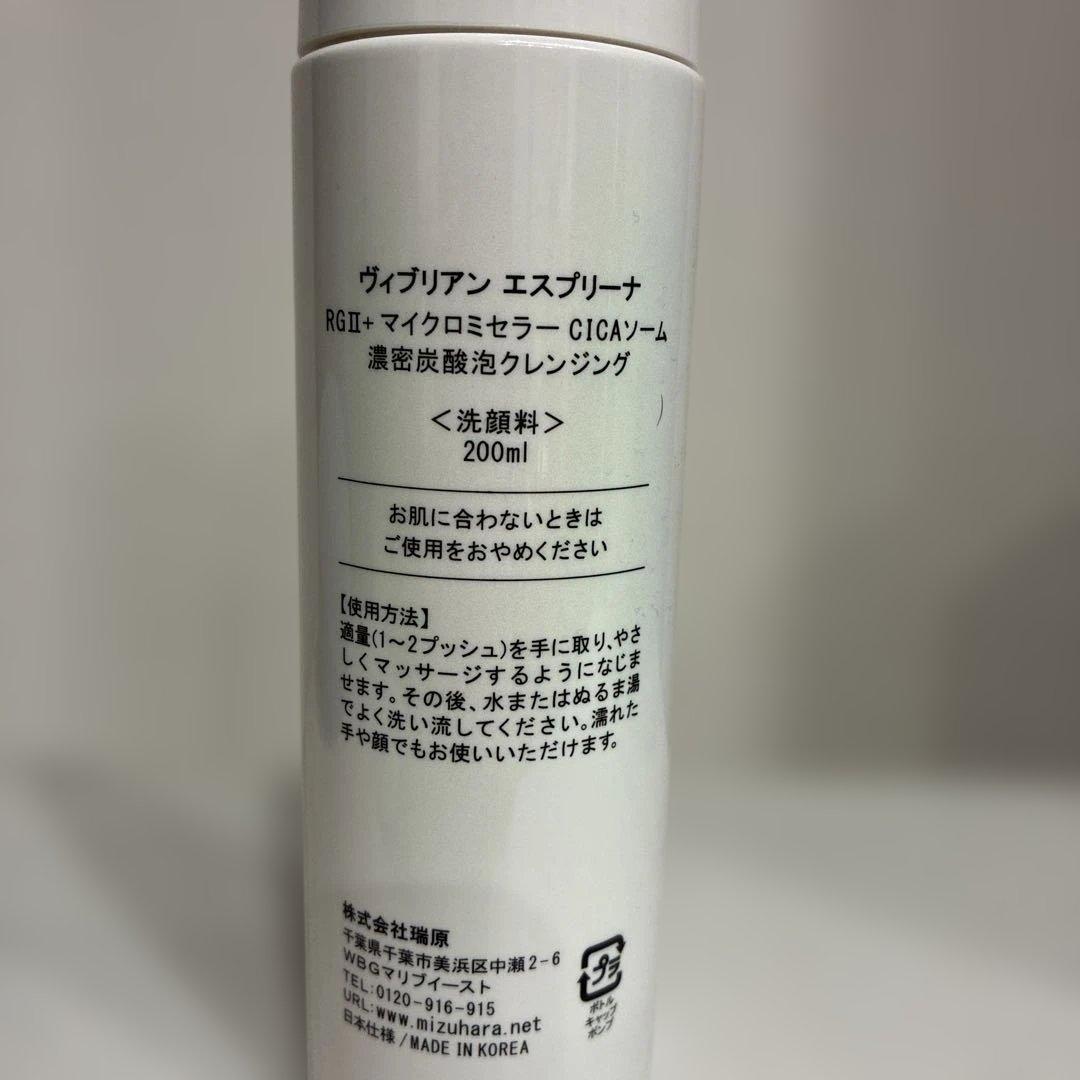 ヴィブリアン エスプリーナ
RGⅡ+ マイクロミセラー CICAソーム
濃密炭酸泡クレンジング
＜洗顔料＞
200ml
お肌に合わないときは
ご使用をおやめください
【使用方法】
適量(1～2プッシュ)を手に取り、やさ
しくマッサージするようになじま
せます。その後、水またはぬるま湯
でよく洗い流してください。濡れた
手や顔でもお使いいただけます。
株式会社瑞原
千葉県千葉市美浜区中瀬2-6
WBGマリブイースト
TEL:0120-916-915
URL:www.mizuhara.net
日本仕様/MADE IN KOREA
プラ
ボトル
キャップ
ポンプ